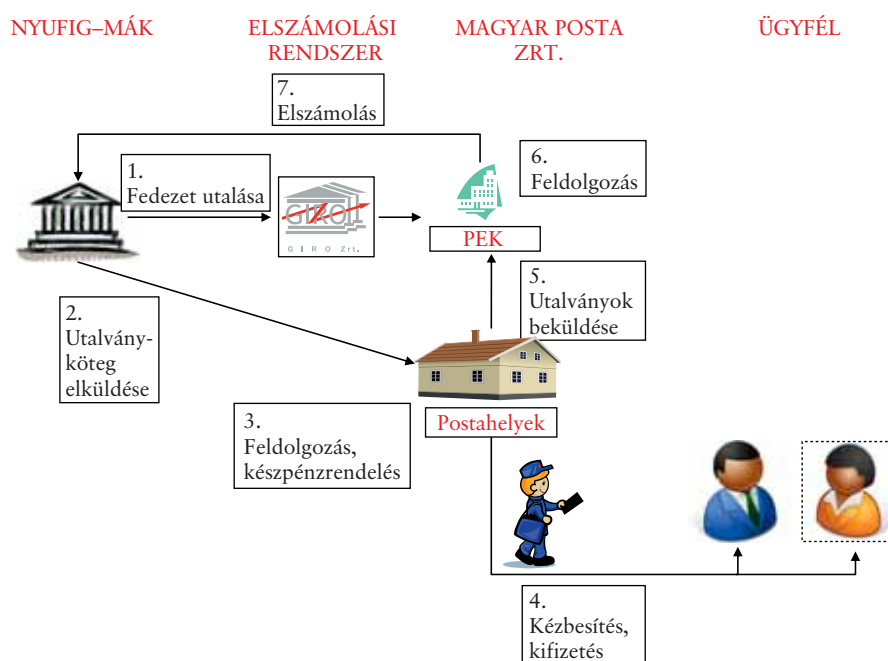 NYUFIG–MÁK
ELSZÁMOLÁSI
RENDSZER
MAGYAR POSTA
ZRT.
ÜGYFÉL
7.
Elszámolás
1.
Fedezet utalása
GIRO
G I R O Zrt.
6.
Feldolgozás
PEK
2.
Utalvány-
köteg
elküldése
5.
Utalványok
beküldése
3.
Feldolgozás,
készpénzrendelés
Postahelyek
4.
Kézbesítés,
kifizetés